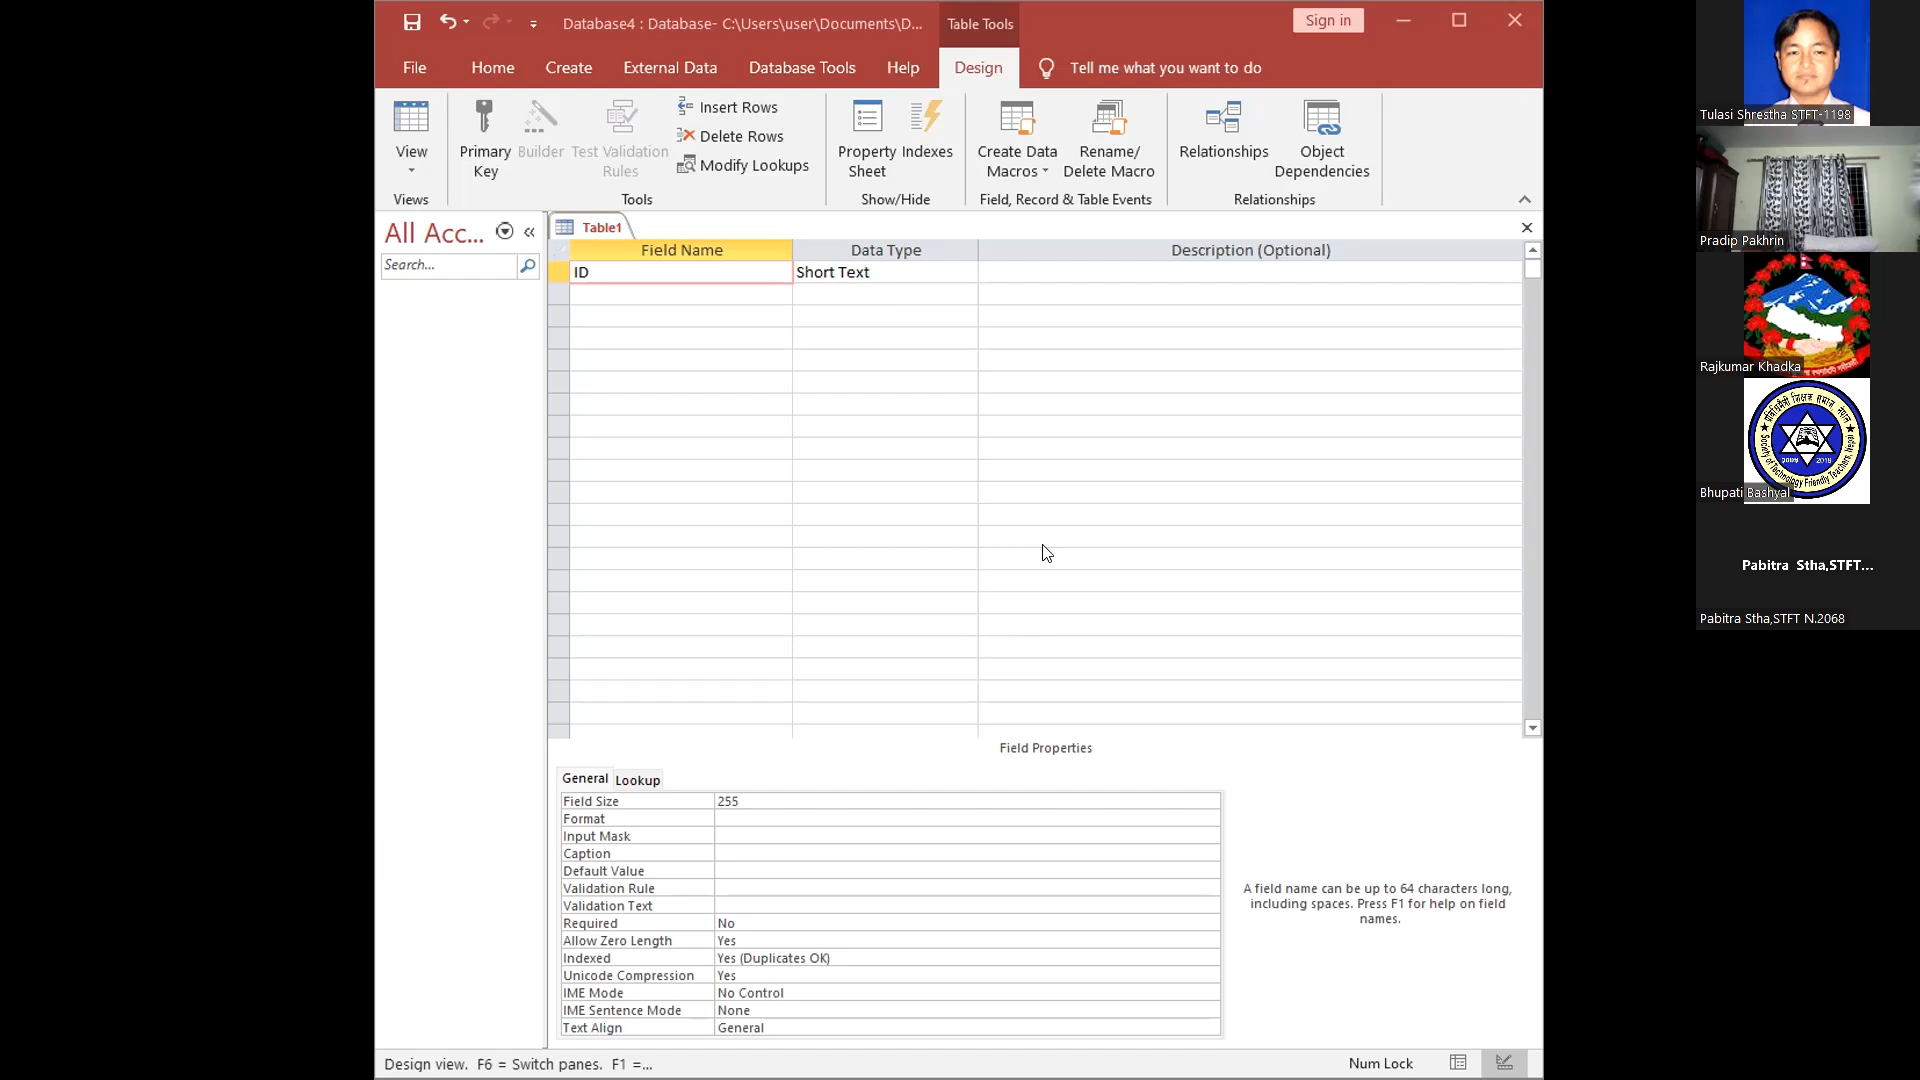 Database4 : Database- C:\Users\user\Documents\D...
Table Tools
Sign in
File
Home
Create
External Data
Database Tools
Help
Design
Tell me what you want to do
View
Primary
Key
Builder
Test Validation
Rules
Insert Rows
Delete Rows
Modify Lookups
Property
Sheet
Indexes
Create Data
Macros
Rename/
Delete Macro
Relationships
Object
Dependencies
Views
Tools
Show/Hide
Field, Record & Table Events
Relationships
All Acc...
Search...
Table1
Field Name
Data Type
Description (Optional)
ID
Short Text
Field Properties
General
Lookup
Field Size
255
Format
Input Mask
Caption
Default Value
Validation Rule
Validation Text
Required
No
Allow Zero Length
Yes
Indexed
Yes (Duplicates OK)
Unicode Compression
Yes
IME Mode
No Control
IME Sentence Mode
None
Text Align
General
A field name can be up to 64 characters long,
including spaces. Press F1 for help on field
names.
Design view. F6 = Switch panes. F1 =...
Num Lock
Tulasi Shrestha STFT-1198
Pradip Pakhrin
Rajkumar Khadka
Society of Technology Friendly Teachers, Nepal
2019
Bhupati Bashyal
Pabitra Stha,STFT...
Pabitra Stha,STFT N.2068